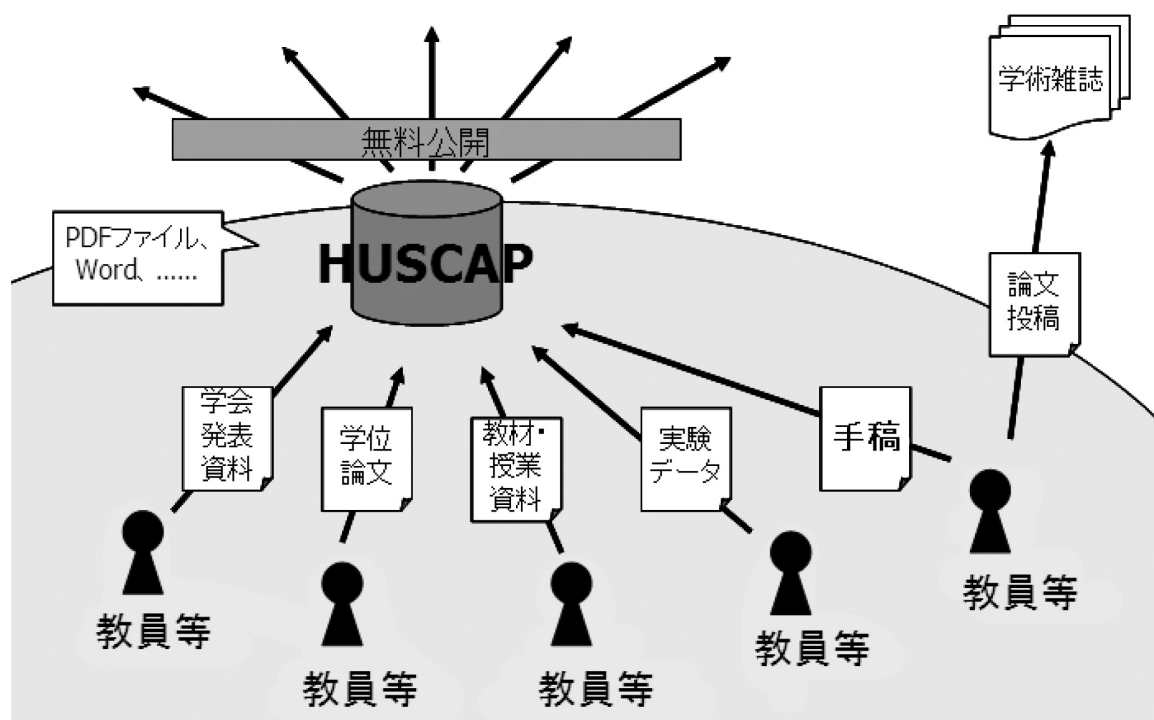 学術雑誌
無料公開
PDFファイル、
Word、……
HUSCAP
論文
投稿
学会
発表
資料
学位
論文
教材・
授業
資料
実験
データ
手稿
教員等
教員等
教員等
教員等
教員等